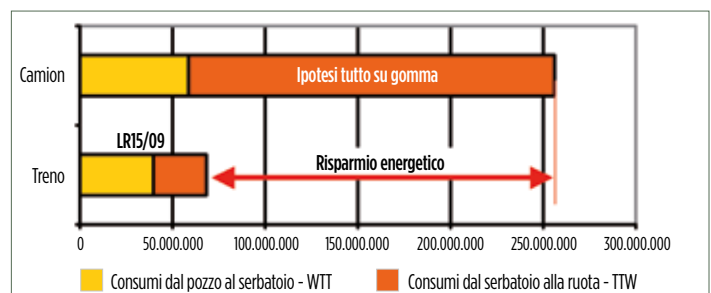 Camion
Ipotesi tutto su gomma
LR15/09
Treno
Risparmio energetico
0 50.000.000 100.000.000 150.000.000 200.000.000 250.000.000 300.000.000
Consumi dal pozzo al serbatoio - WTT Consumi dal serbatoio alla ruota - TTW